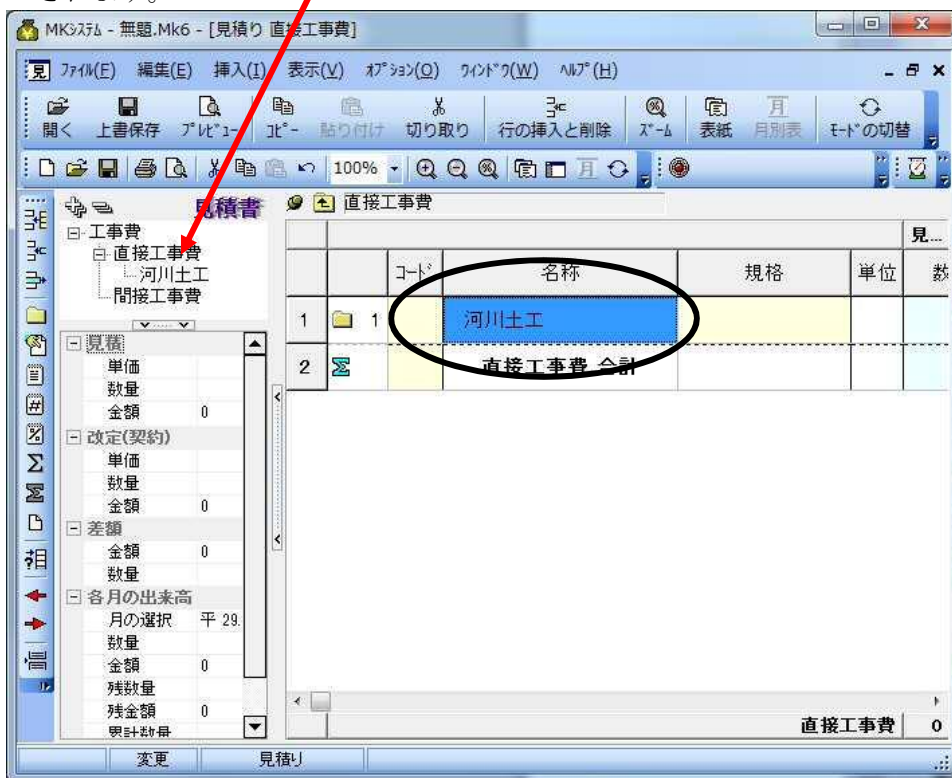 MKｼｽﾃﾑ - 無題.Mk6 - [見積り 直接工事費]
見 ﾌｧｲﾙ(F) 編集(E) 挿入(I) 表示(V) ｵﾌﾟｼｮﾝ(O) ｳｨﾝﾄﾞｳ(W) ﾍﾙﾌﾟ(H)
開く 上書保存 ﾌﾟﾚﾋﾞｭｰ ｺﾋﾟｰ 貼り付け 切り取り 行の挿入と削除 ｽﾞｰﾑ 表紙 月別表 ﾓｰﾄﾞの切替
100%
見積書
直接工事費
工事費
直接工事費
河川土工
間接工事費
見...
ｺｰﾄﾞ 名称 規格 単位 数
1 1 河川土工
2 Σ 直接工事費 合計
見積
単価
数量
金額 0
改定(契約)
単価
数量
金額 0
差額
金額 0
数量
各月の出来高
月の選択 平 29.
数量
金額 0
残数量
残金額 0
累計数量
直接工事費 0
変更 見積り